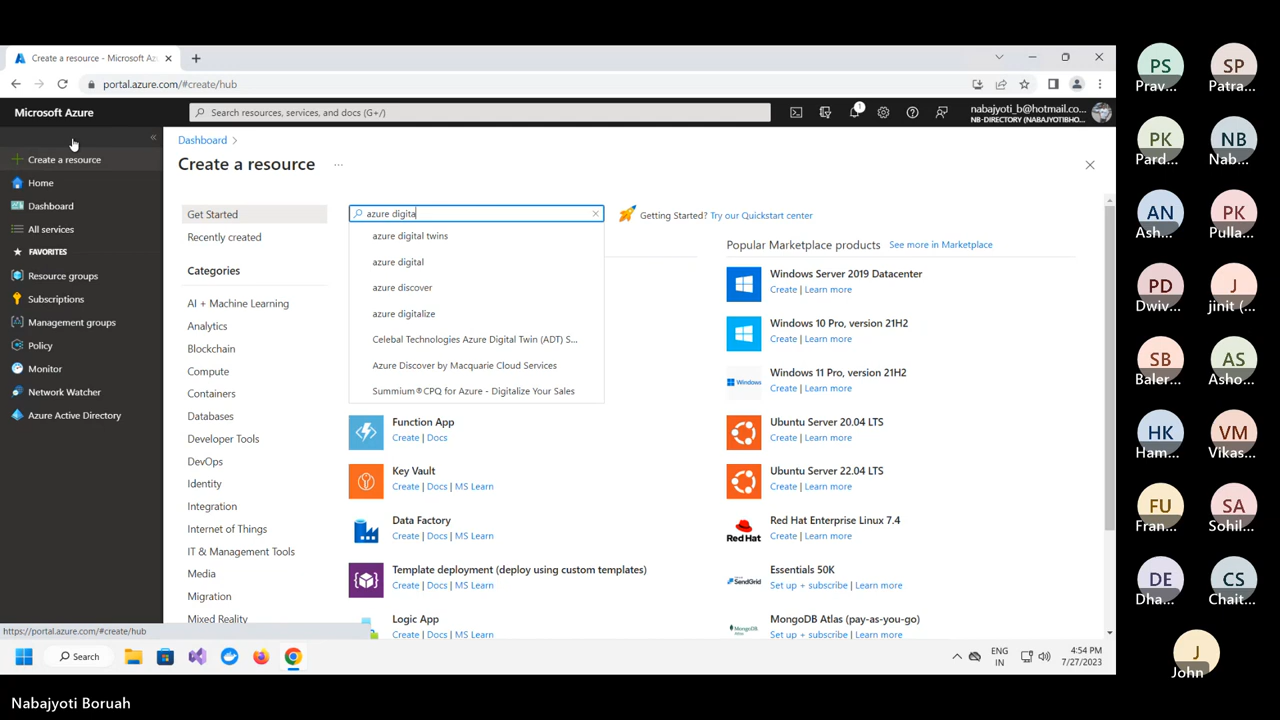 Create a resource - Microsoft Az
portal.azure.com/#create/hub
Microsoft Azure
Search resources, services, and docs (G+/)
1
nabajyoti_b@hotmail.co...
NB-DIRECTORY (NABAJYOTIBHO...
Create a resource
Home
Dashboard
All services
FAVORITES
Resource groups
Subscriptions
Management groups
Policy
Monitor
Network Watcher
Azure Active Directory
Dashboard
Create a resource
...
Get Started
Recently created
Categories
AI + Machine Learning
Analytics
Blockchain
Compute
Containers
Databases
Developer Tools
DevOps
Identity
Integration
Internet of Things
IT & Management Tools
Media
Migration
Mixed Reality
azure digita
azure digital twins
azure digital
azure discover
azure digitalize
Celebal Technologies Azure Digital Twin (ADT) S...
Azure Discover by Macquarie Cloud Services
Summium®CPQ for Azure - Digitalize Your Sales
Function App
Create | Docs
Key Vault
Create | Docs | MS Learn
Data Factory
Create | Docs | MS Learn
Template deployment (deploy using custom templates)
Create | Docs | MS Learn
Logic App
Create | Docs | MS Learn
Getting Started? Try our Quickstart center
Popular Marketplace products See more in Marketplace
Windows Server 2019 Datacenter
Create | Learn more
Windows 10 Pro, version 21H2
Create | Learn more
Windows
Windows 11 Pro, version 21H2
Create | Learn more
Ubuntu Server 20.04 LTS
Create | Learn more
Ubuntu Server 22.04 LTS
Create | Learn more
Red Hat
Red Hat Enterprise Linux 7.4
Create | Learn more
SendGrid
Essentials 50K
Set up + subscribe | Learn more
MongoDB Atlas (pay-as-you-go)
Set up + subscribe | Learn more
https://portal.azure.com/#create/hub
Search
ENG
IN
4:54 PM
7/27/2023
Nabajyoti Boruah
PS
Prav...
SP
Patra...
PK
Pard...
NB
Nab...
AN
Ash...
PK
Pulla...
PD
Dwiv...
J
jinit (...
SB
Baler...
AS
Asho...
HK
Ham...
VM
Vikas...
FU
Fran...
SA
Sohil...
DE
Dha...
CS
Chait...
J
John